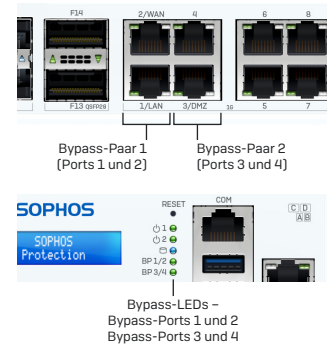 F14 2/WAN 4 6 8
F13 QSFP28 1/LAN 3/DMZ 1G 5 7
Bypass-Paar 1
(Ports 1 und 2)
Bypass-Paar 2
(Ports 3 und 4)
SOPHOS
SOPHOS
Protection
RESET
1
2
BP 1/2
BP 3/4
COM
C D
A B
Bypass-LEDs –
Bypass-Ports 1 und 2
Bypass-Ports 3 und 4